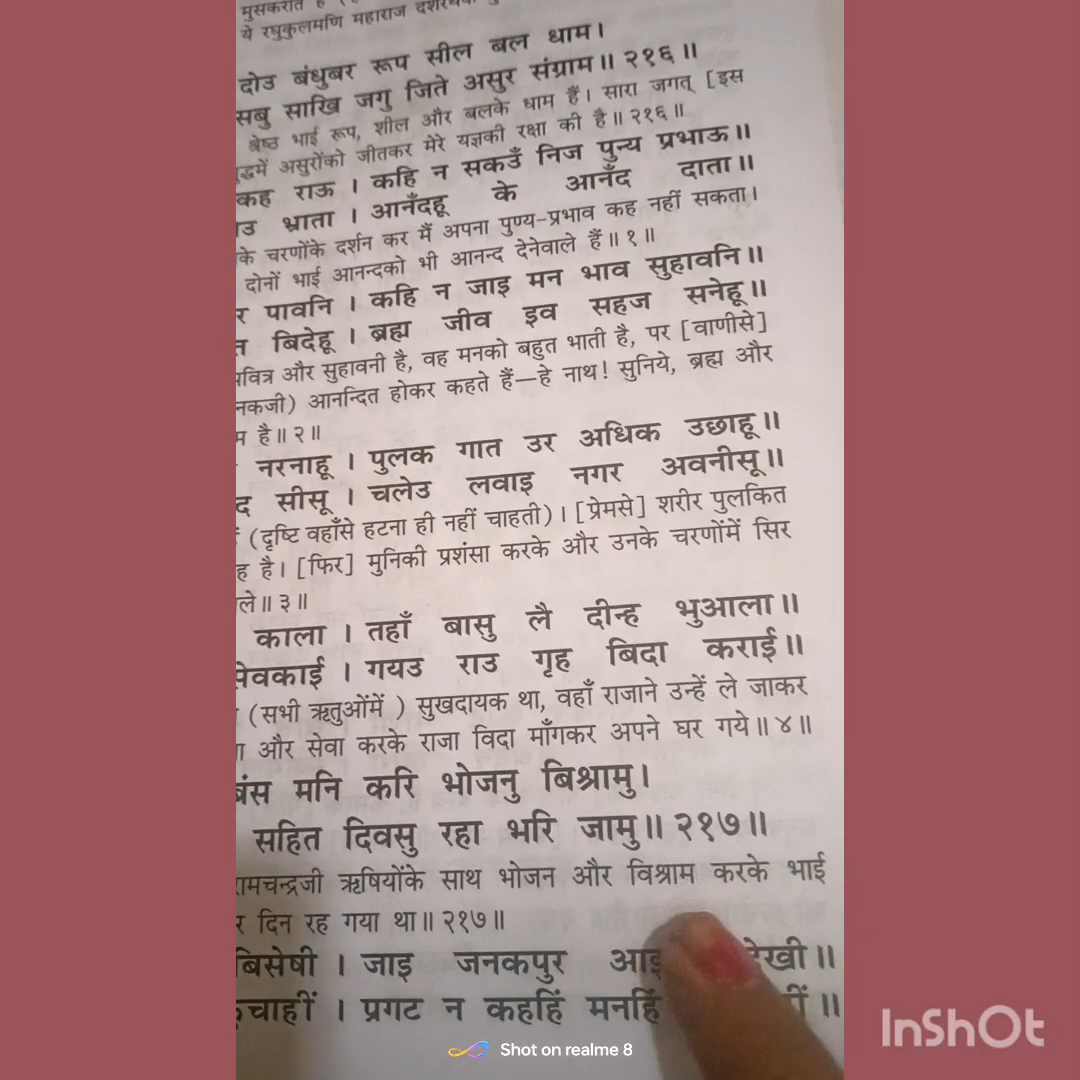 मुसकराते
ये रघुकुलमनि महाराज दशरथके
दोउ बंधुबर रूप सील बल धाम।
सबु साखि जगु जिते असुर संग्राम॥ २१६॥
श्रेष्ठ भाई रूप, शील और बलके धाम हैं। सारा जगत् [इस
युद्धमें असुरोंको जीतकर मेरे यज्ञकी रक्षा की है॥ २१६॥
कह राऊ । कहि न सकउँ निज पुन्य प्रभाऊ॥
उ भ्राता । आनँदहू के आनँद दाता॥
के चरणोंके दर्शन कर मैं अपना पुण्य-प्रभाव कह नहीं सकता।
दोनों भाई आनन्दको भी आनन्द देनेवाले हैं॥ १॥
र पावनि । कहि न जाइ मन भाव सुहावनि॥
त बिदेहू । ब्रह्म जीव इव सहज सनेहू॥
पवित्र और सुहावनी है, वह मनको बहुत भाती है, पर [वाणीसे]
नकजी) आनन्दित होकर कहते हैं—हे नाथ! सुनिये, ब्रह्म और
म है॥ २॥
नरनाहू । पुलक गात उर अधिक उछाहू॥
द सीसू । चलेउ लवाइ नगर अवनीसू॥
(दृष्टि वहाँसे हटना ही नहीं चाहती)। [प्रेमसे] शरीर पुलकित
ह है। [फिर] मुनिकी प्रशंसा करके और उनके चरणोंमें सिर
ले॥ ३॥
काला । तहाँ बासु लै दीन्ह भुआला॥
सेवकाई । गयउ राउ गृह बिदा कराई॥
(सभी ऋतुओंमें ) सुखदायक था, वहाँ राजाने उन्हें ले जाकर
ा और सेवा करके राजा विदा माँगकर अपने घर गये॥ ४॥
बंस मनि करि भोजनु बिश्रामु।
सहित दिवसु रहा भरि जामु॥ २१७॥
रामचन्द्रजी ऋषियोंके साथ भोजन और विश्राम करके भाई
र दिन रह गया था॥ २१७॥
बिसेषी । जाइ जनकपुर आइ देखी॥
कुचाहीं । प्रगट न कहहिं मनहिं
Shot on realme 8
InShOt